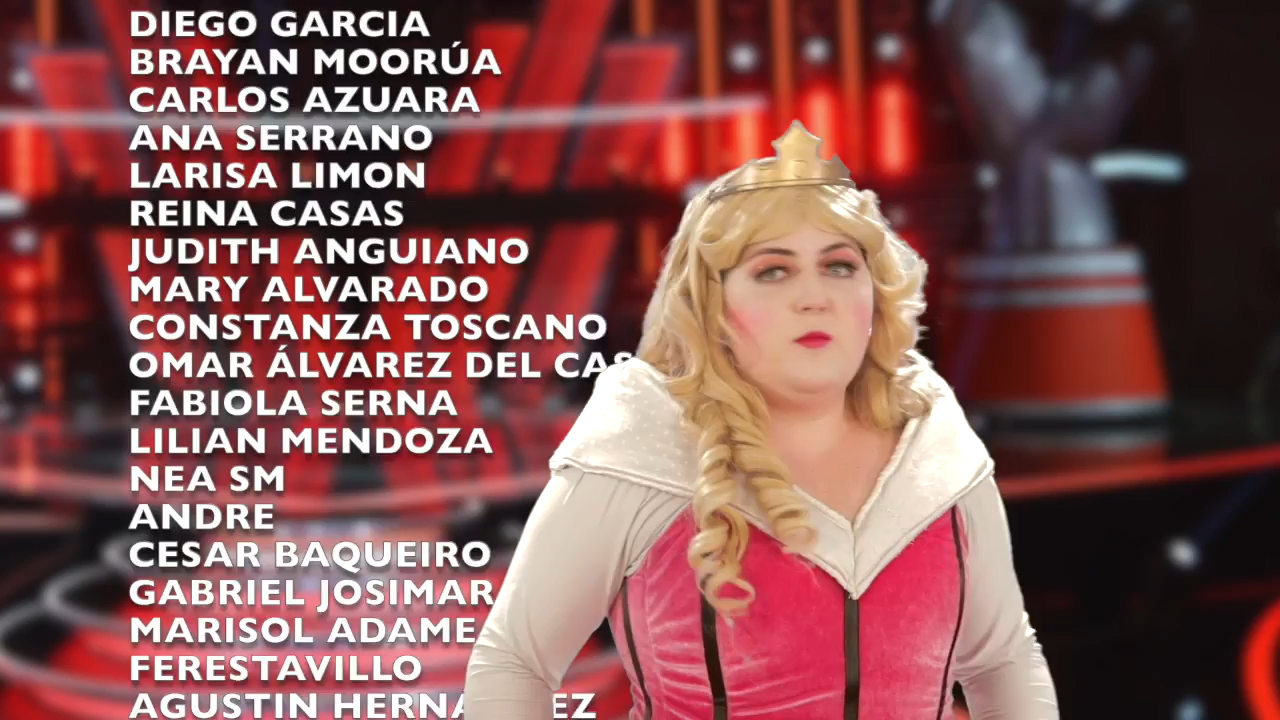 DIEGO GARCIA
BRAYAN MOORÚA
CARLOS AZUARA
ANA SERRANO
LARISA LIMON
REINA CASAS
JUDITH ANGUIANO
MARY ALVARADO
CONSTANZA TOSCANO
OMAR ÁLVAREZ DEL
FABIOLA SERNA
LILIAN MENDOZA
NEA SM
ANDRE
CESAR BAQUEIRO
GABRIEL JOSIMAR
MARISOL ADAME
FERESTAVILLO
AGUSTIN